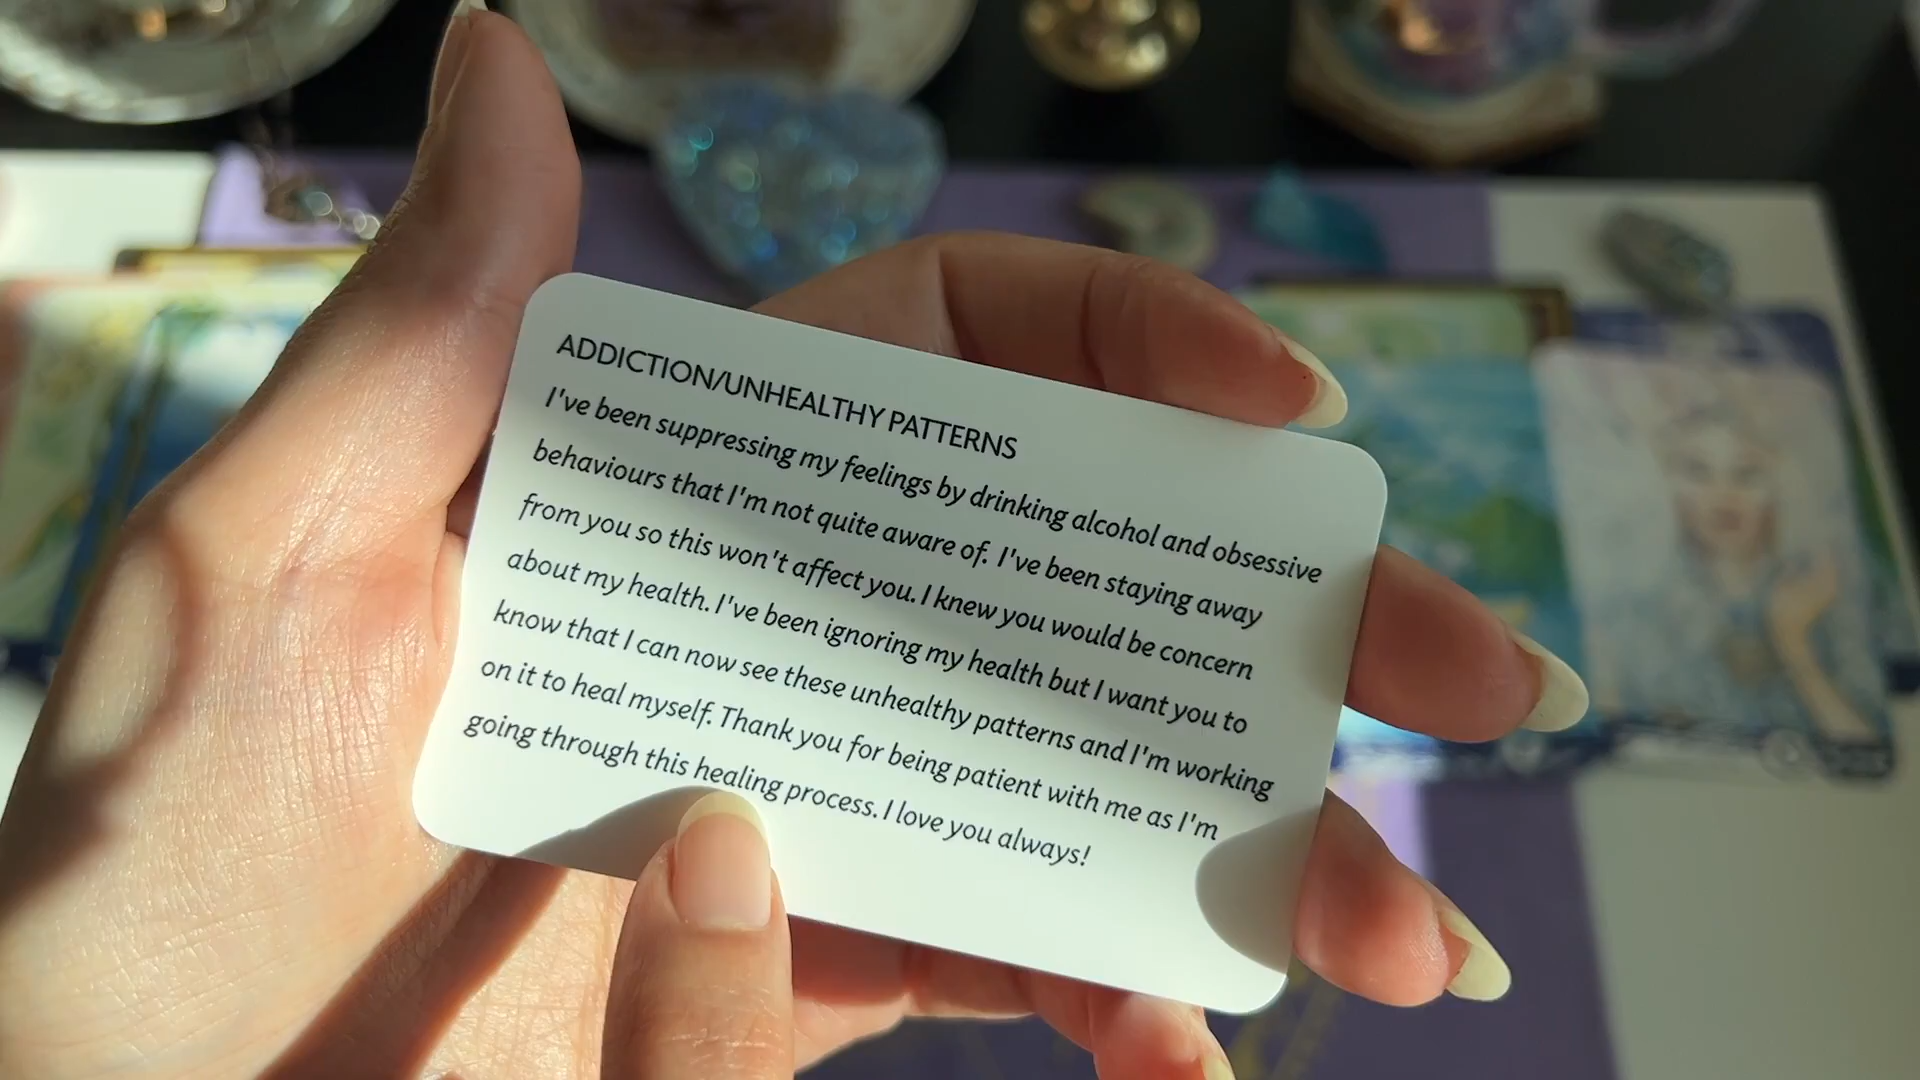 ADDICTION/UNHEALTHY PATTERNS
I've been suppressing my feelings by drinking alcohol and obsessive
behaviours that I'm not quite aware of. I've been staying away
from you so this won't affect you. I knew you would be concern
about my health. I've been ignoring my health but I want you to
know that I can now see these unhealthy patterns and I'm working
on it to heal myself. Thank you for being patient with me as I'm
going through this healing process. I love you always!